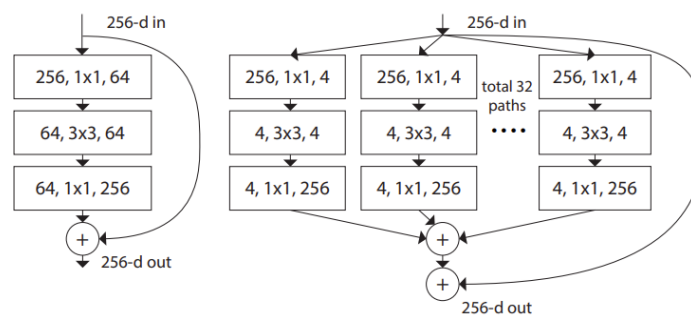 256-d in
256, 1x1, 64
64, 3x3, 64
64, 1x1, 256
+
256-d out
256-d in
256, 1x1, 4
256, 1x1, 4
256, 1x1, 4
total 32
paths
4, 3x3, 4
4, 3x3, 4
....
4, 3x3, 4
4, 1x1, 256
4, 1x1, 256
4, 1x1, 256
+
+
256-d out